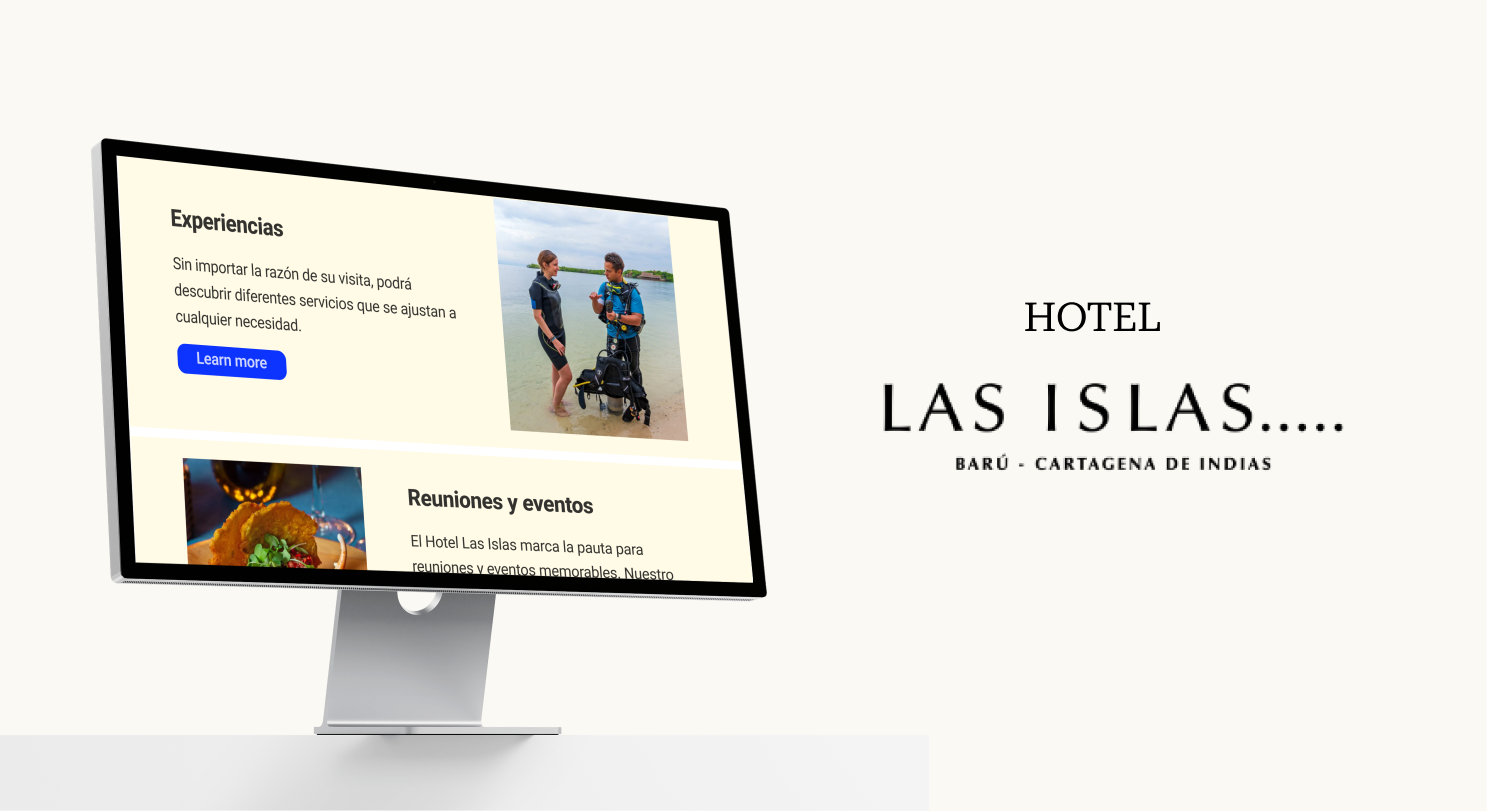 Experiencias
Sin importar la razón de su visita, podrá
descubrir diferentes servicios que se ajustan a
cualquier necesidad.
Learn more
Reuniones y eventos
El Hotel Las Islas marca la pauta para
reuniones y eventos memorables. Nuestro
HOTEL
LAS ISLAS.....
BARÚ - CARTAGENA DE INDIAS